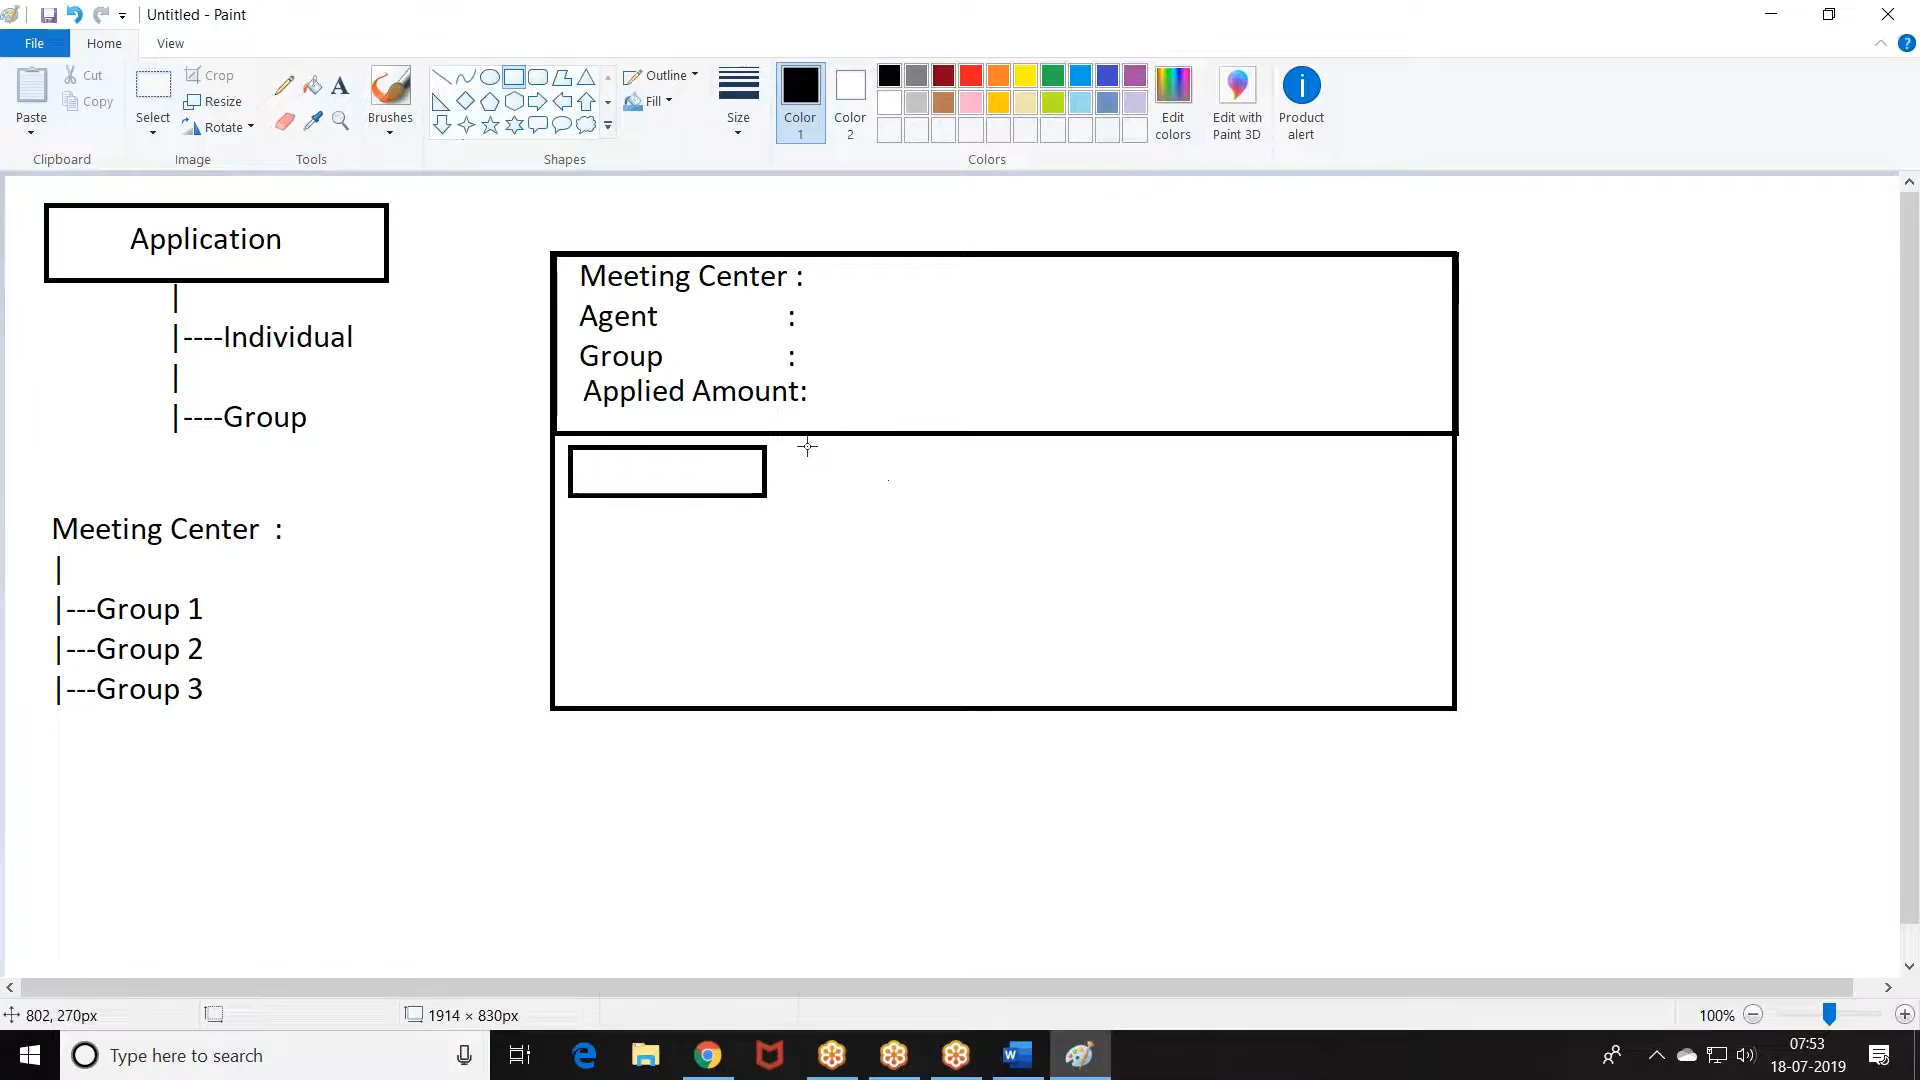 Untitled - Paint
File
Home
View
Paste
Cut
Copy
Clipboard
Select
Crop
Resize
Rotate
Image
Tools
Brushes
Shapes
Outline
Fill
Size
Color 1
Color 2
Edit colors
Colors
Edit with Paint 3D
Product alert
Application
|
|----Individual
|
|----Group
Meeting Center :
|
|---Group 1
|---Group 2
|---Group 3
Meeting Center :
Agent :
Group :
Applied Amount:
802, 270px
1914 × 830px
100%
Type here to search
07:53
18-07-2019